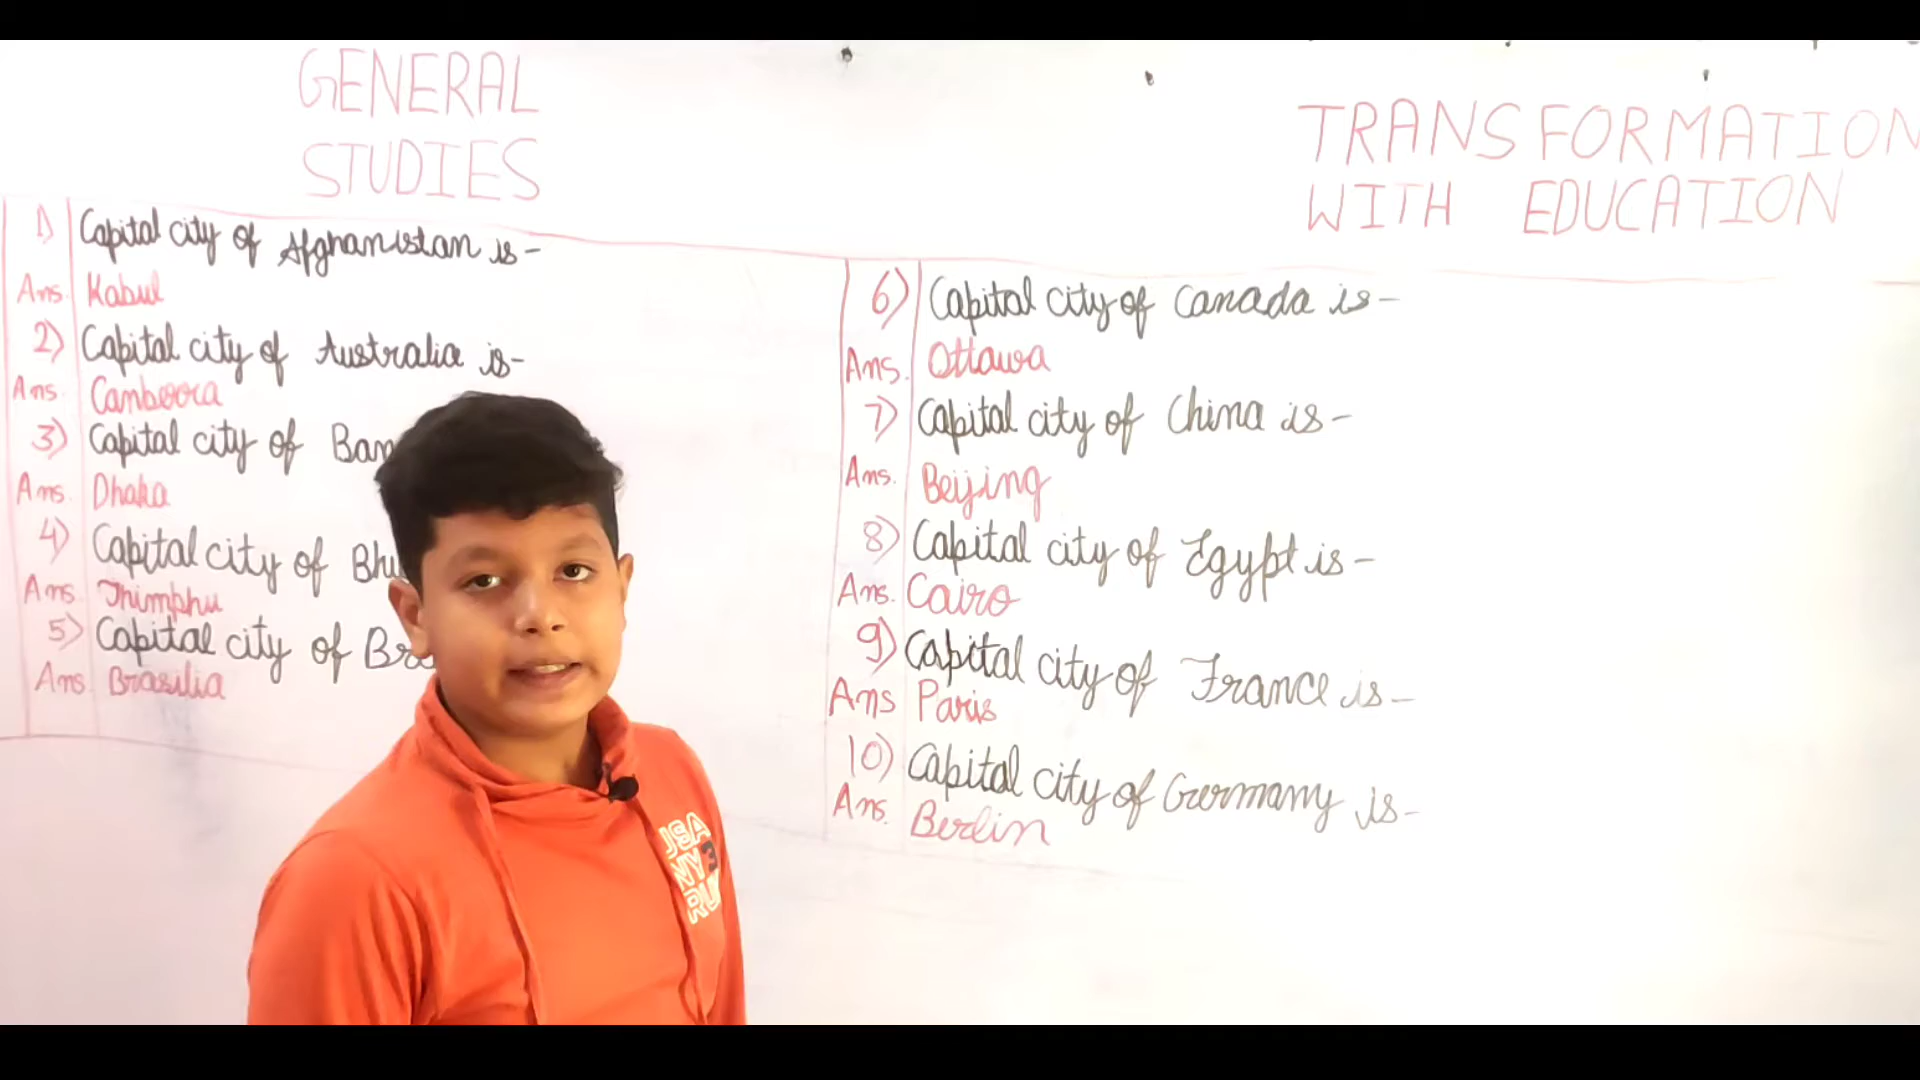 GENERAL
STUDIES
TRANSFORMATION
WITH EDUCATION
1) Capital city of Afghanistan is-
Ans. Kabul
2) Capital city of Australia is-
Ans. Canberra
3) Capital city of Ban
Ans. Dhaka
4) Capital city of Bhu
Ans. Thimphu
5) Capital city of Bra
Ans. Brasilia
6) Capital city of Canada is-
Ans. Ottawa
7) Capital city of China is-
Ans. Beijing
8) Capital city of Egypt is-
Ans. Cairo
9) Capital city of France is-
Ans Paris
10) Capital city of Germany is-
Ans. Berlin